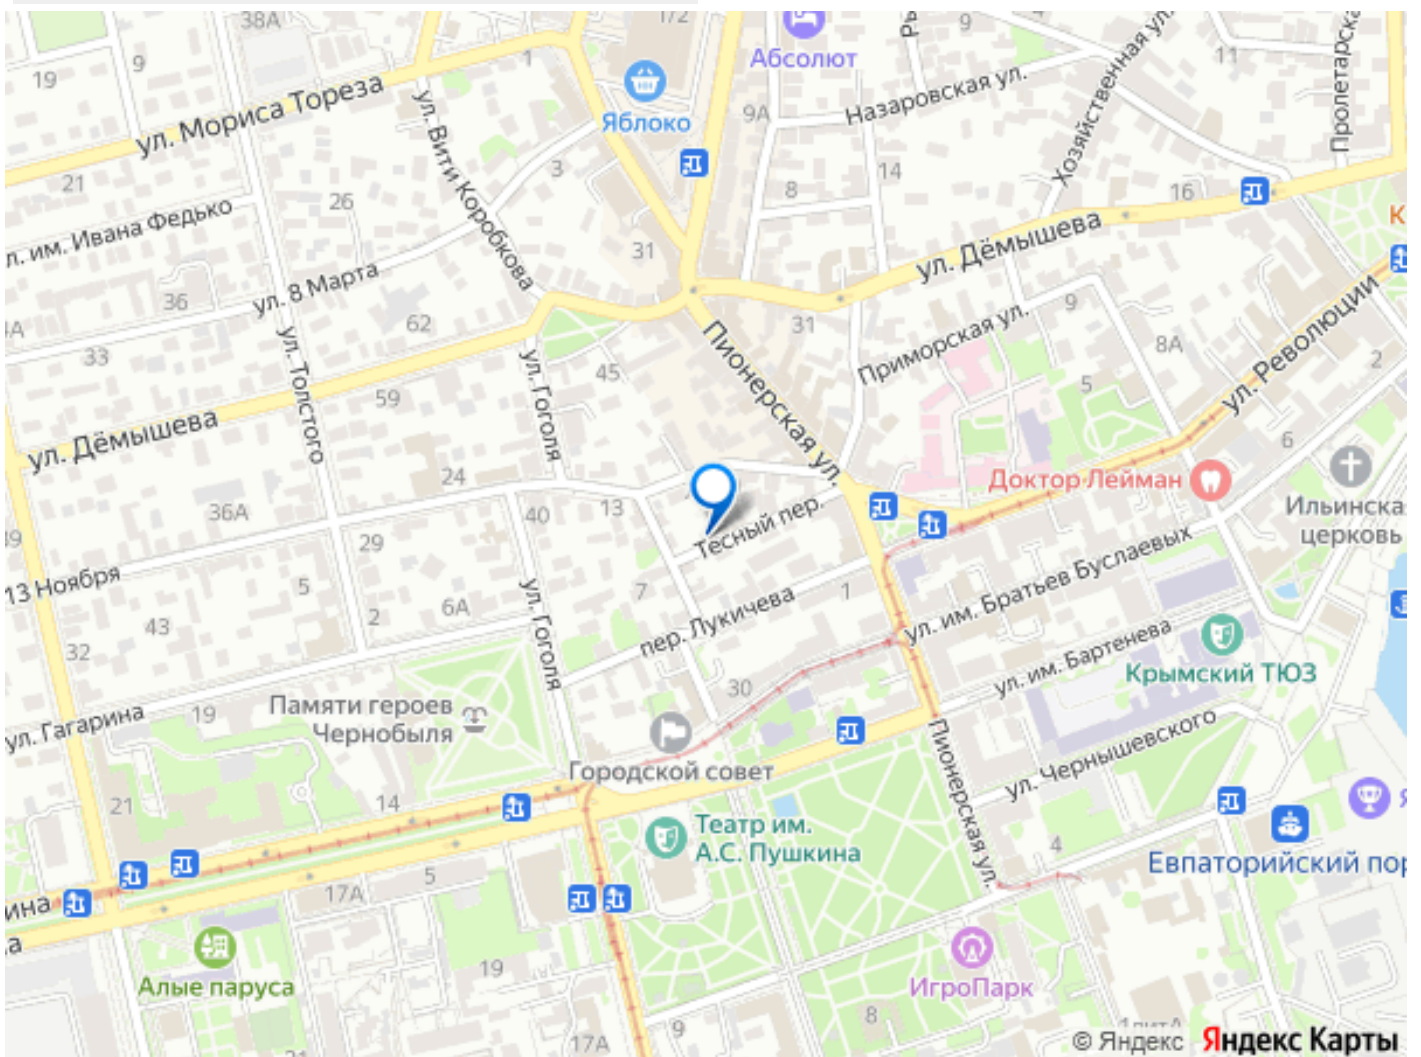 38А
1/2
Абсолют
9
9
11
19
9
1
ул. Мориса Тореза
Яблоко
9А
Назаровская ул.
Хозяйственная ул.
Пролетарская
ул. Вити Коробкова
21
26
3
8
14
16
л. им. Ивана Федько
31
ул. Дёмышева
ул. 8 Марта
36
62
33
ул. Толстого
31
9
Приморская ул.
8А
ул. Революции
2
Пионерская ул.
45
59
ул. Гоголя
5
ул. Дёмышева
24
6
Доктор Лейман
Ильинска
церковь
36А
40
13
29
Тесный пер.
13 Ноября
5
7
1
6А
2
43
ул. Гоголя
пер. Лукичева
ул. им. Братьев Буслаевых
32
ул. им. Бартенева
Крымский ТЮЗ
30
Памяти героев
Чернобыля
ул. Гагарина
19
Городской совет
Пионерская ул.
ул. Чернышевского
21
14
Театр им.
А.С. Пушкина
4
Евпаторийский пор
5
17А
ина
Алые паруса
19
ИгроПарк
8
9
17А
1литА
© Яндекс Яндекс Карты